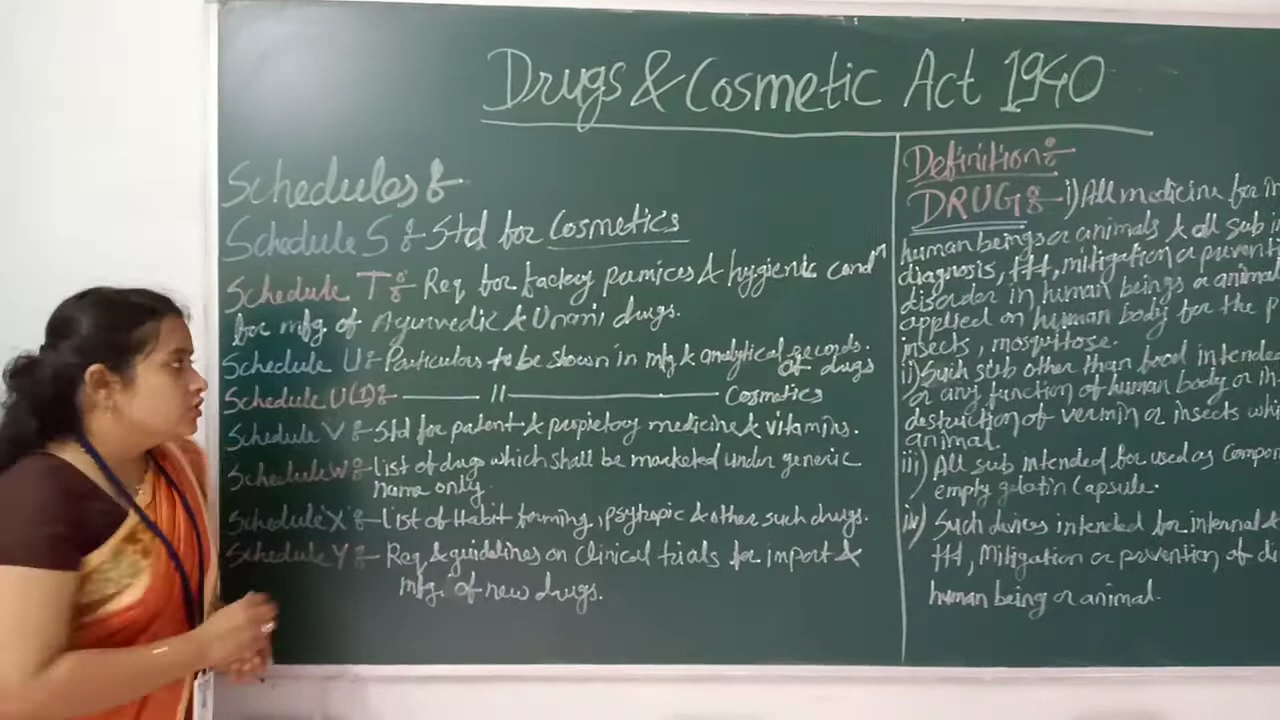 Drugs & Cosmetic Act 1940
Schedules :-
Schedule S :- Std for Cosmetics
Schedule T :- Req for factory premices & hygienic condn
for mfg of Ayurvedic & Unani drugs.
Schedule U :- Particulars to be shown in mfg & analytical records.
of drugs
Schedule U(1) :- ——— 11 ——— Cosmetics
Schedule V :- Std for patent & propietory medicine & vitamins.
Schedule W :- list of drugs which shall be marketed under generic
name only.
Schedule 'X' :- list of Habit forming, psytropic & other such drugs.
Schedule Y :- Req & guidelines on Clinical trials for import &
mfg. of new drugs.
Definition :-
DRUG :- i) All medicine for in
human beings or animals & all sub in
diagnosis, ttt, mitigation or prevent
disorder in human beings or animal
applied on human body for the p
insects, mosquttose.
ii) Such sub other than food intende
or any function of human body or in
destruction of vermin or insects whi
animal.
iii) All sub intended for used as compon
empty gelatin Capsule.
iv) Such devices intended for internal &
ttt, Mitigation or prevention of di
human being or animal.